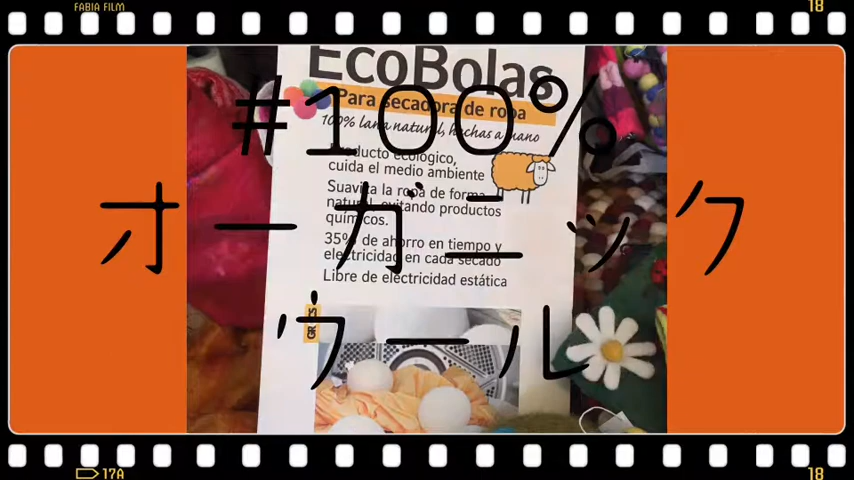 FABIA FILM
18
EcoBolas
Para secadora de ropa
100% lana natural, hechas a mano
Producto ecológico,
cuida el medio ambiente
Suaviza la ropa de forma
natural, evitando productos
químicos.
35% de ahorro en tiempo y
electricidad en cada secado
Libre de electricidad estática
#100%
オーガニック
ウール
17A
18